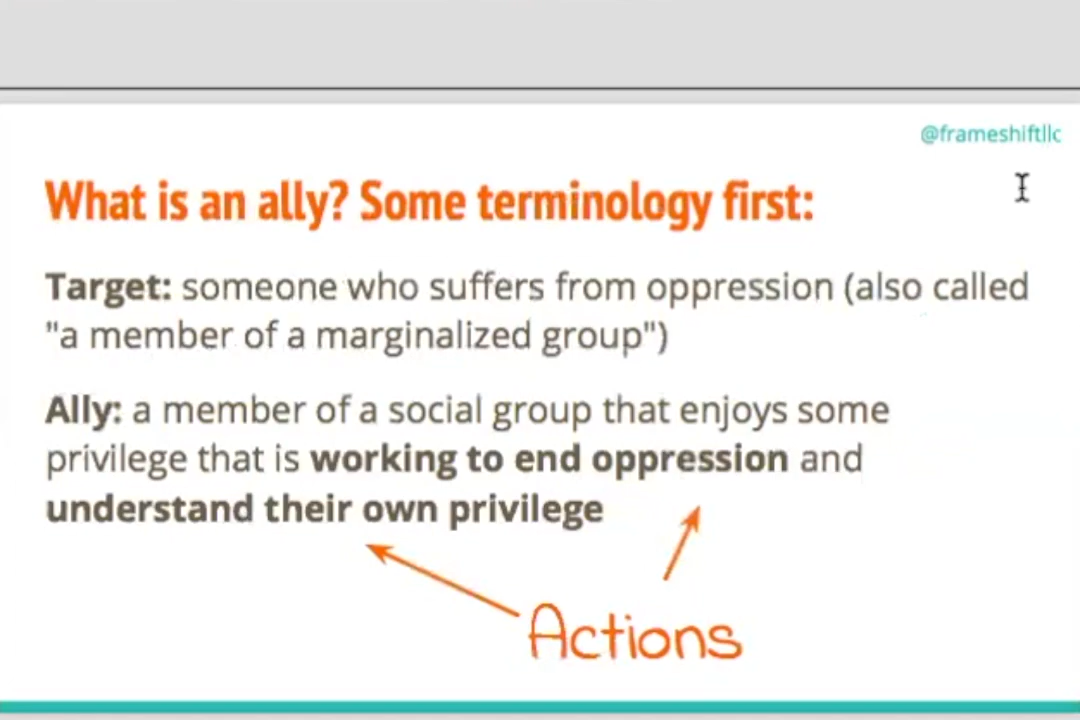 @frameshiftllc
What is an ally? Some terminology first:
Target: someone who suffers from oppression (also called
"a member of a marginalized group")
Ally: a member of a social group that enjoys some
privilege that is working to end oppression and
understand their own privilege
Actions